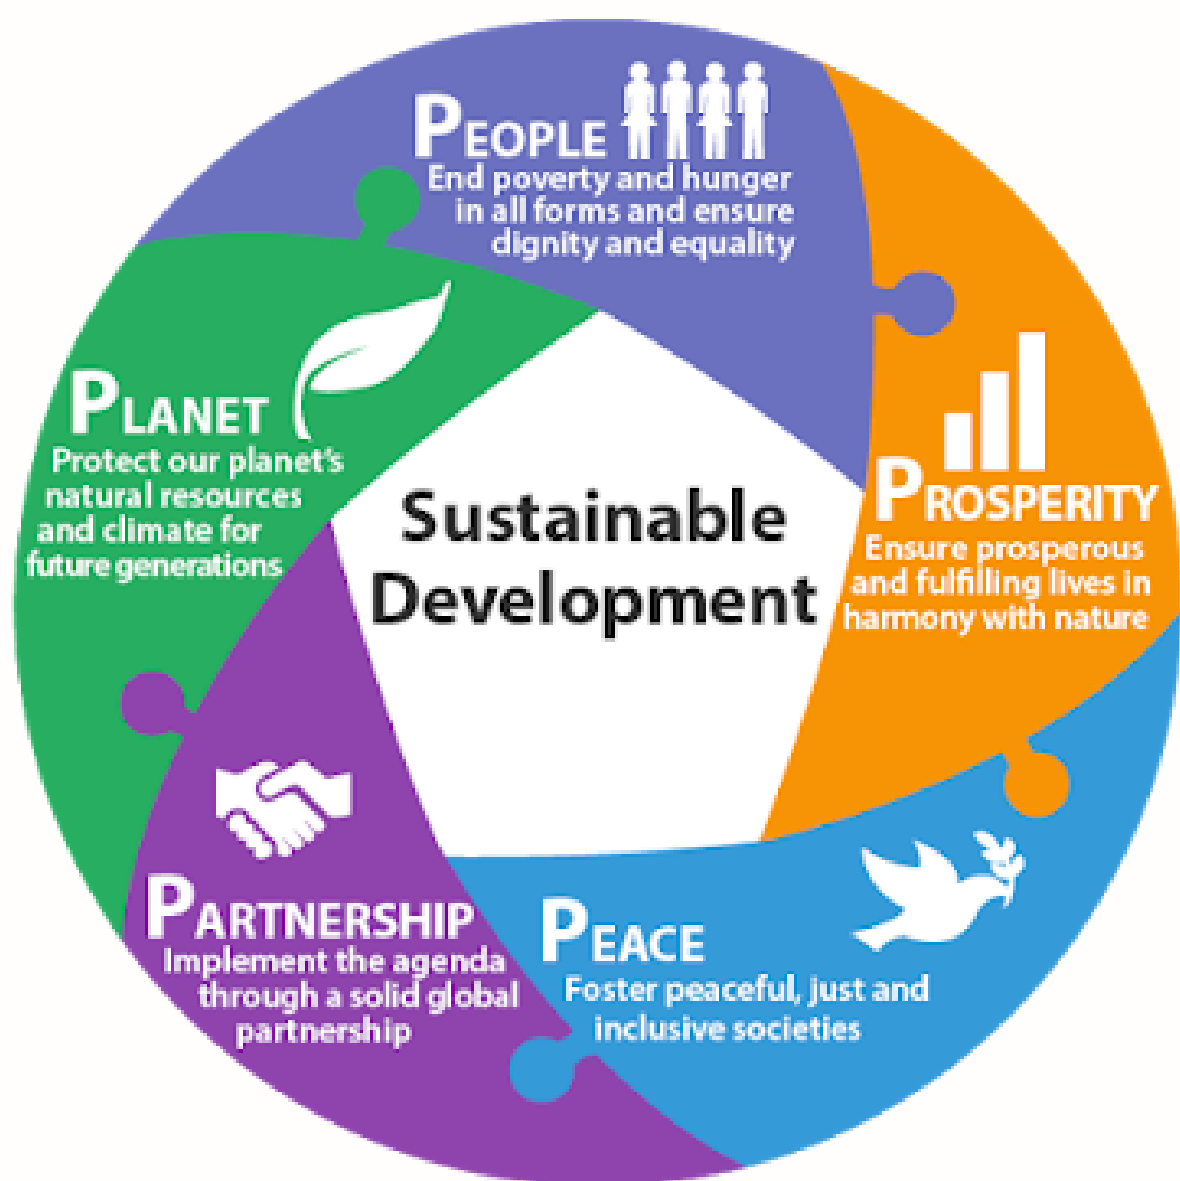 PEOPLE
End poverty and hunger
in all forms and ensure
dignity and equality
PROSPERITY
Ensure prosperous
and fulfilling lives in
harmony with nature
PEACE
Foster peaceful, just and
inclusive societies
PARTNERSHIP
Implement the agenda
through a solid global
partnership
PLANET
Protect our planet's
natural resources
and climate for
future generations
Sustainable
Development